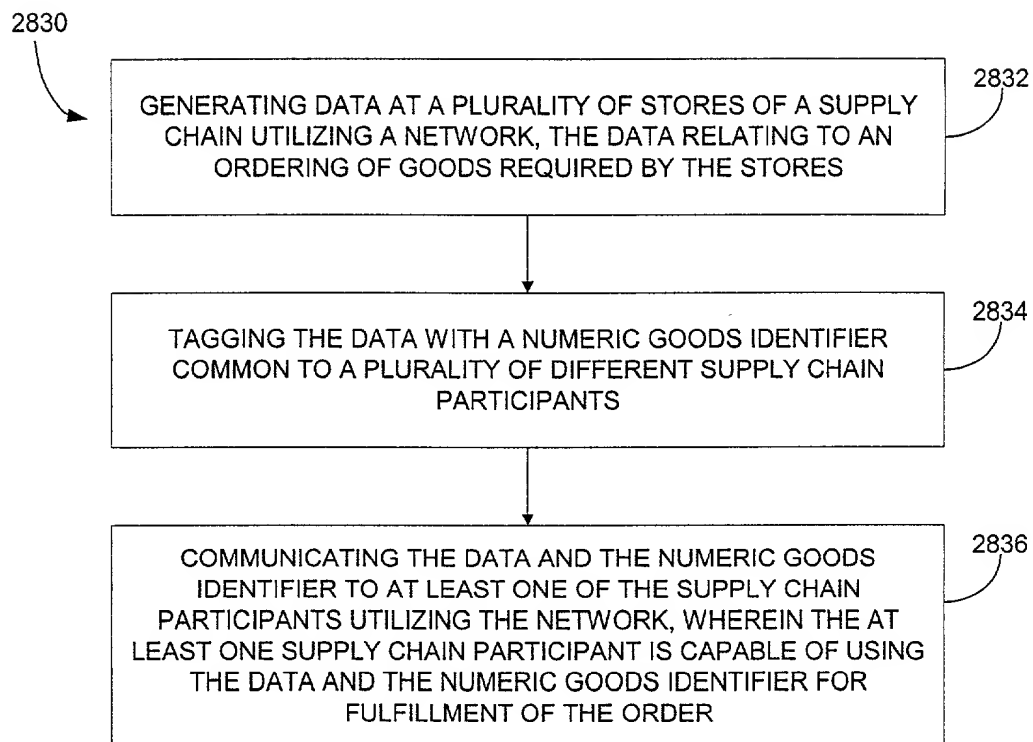 2830
GENERATING DATA AT A PLURALITY OF STORES OF A SUPPLY
CHAIN UTILIZING A NETWORK, THE DATA RELATING TO AN
ORDERING OF GOODS REQUIRED BY THE STORES
2832
TAGGING THE DATA WITH A NUMERIC GOODS IDENTIFIER
COMMON TO A PLURALITY OF DIFFERENT SUPPLY CHAIN
PARTICIPANTS
2834
COMMUNICATING THE DATA AND THE NUMERIC GOODS
IDENTIFIER TO AT LEAST ONE OF THE SUPPLY CHAIN
PARTICIPANTS UTILIZING THE NETWORK, WHEREIN THE AT
LEAST ONE SUPPLY CHAIN PARTICIPANT IS CAPABLE OF USING
THE DATA AND THE NUMERIC GOODS IDENTIFIER FOR
FULFILLMENT OF THE ORDER
2836